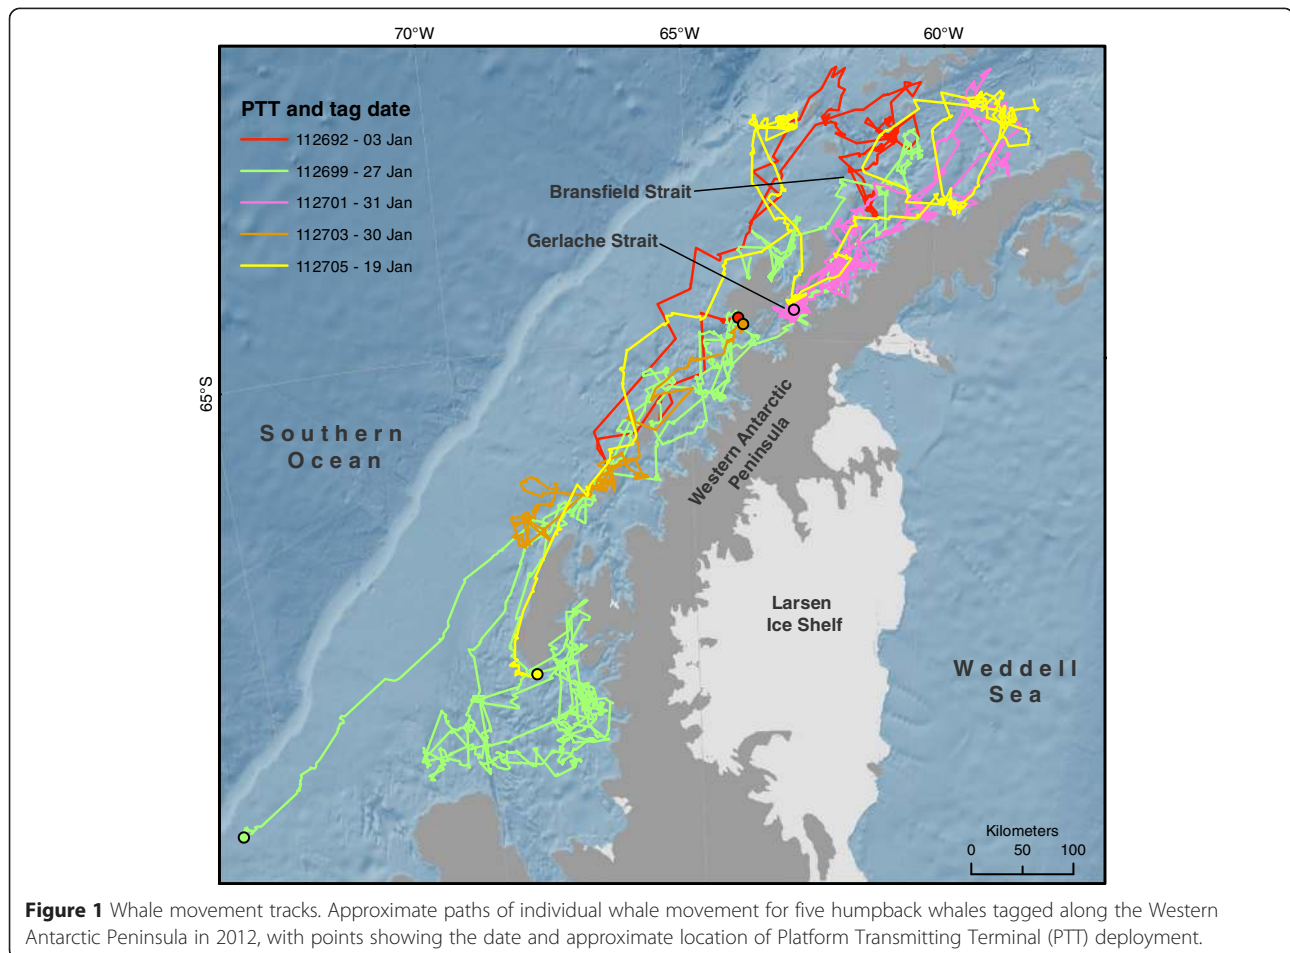 70°W 65°W 60°W
PTT and tag date
112692 - 03 Jan
112699 - 27 Jan
112701 - 31 Jan
112703 - 30 Jan
112705 - 19 Jan
Bransfield Strait
Gerlache Strait
65°S
Southern
Ocean
Western Antarctic
Peninsula
Larsen
Ice Shelf
Weddell
Sea
Kilometers
0 50 100
Figure 1 Whale movement tracks. Approximate paths of individual whale movement for five humpback whales tagged along the Western
Antarctic Peninsula in 2012, with points showing the date and approximate location of Platform Transmitting Terminal (PTT) deployment.